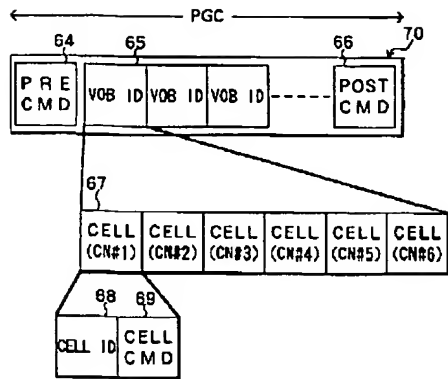 PGC
64
65
66
70
PRE CMD
VOB ID
VOB ID
VOB ID
POST CMD
67
CELL (CN#1)
CELL (CN#2)
CELL (CN#3)
CELL (CN#4)
CELL (CN#5)
CELL (CN#6)
68
69
CELL ID
CELL CMD